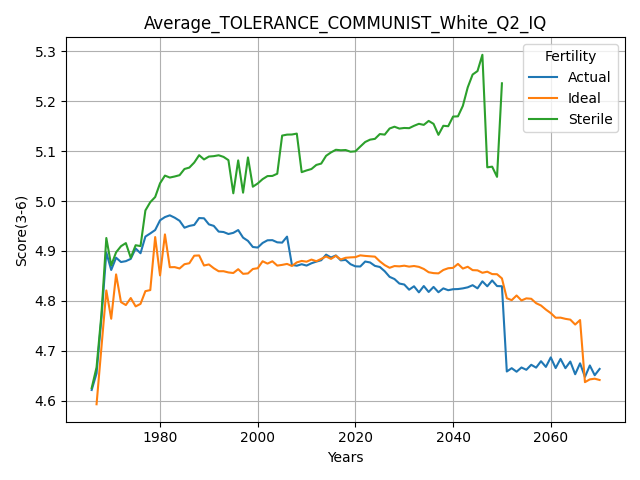 Average_TOLERANCE_COMMUNIST_White_Q2_IQ
Score(3-6)
5.3
5.2
5.1
5.0
4.9
4.8
4.7
4.6
Fertility
Actual
Ideal
Sterile
1980
2000
2020
2040
2060
Years